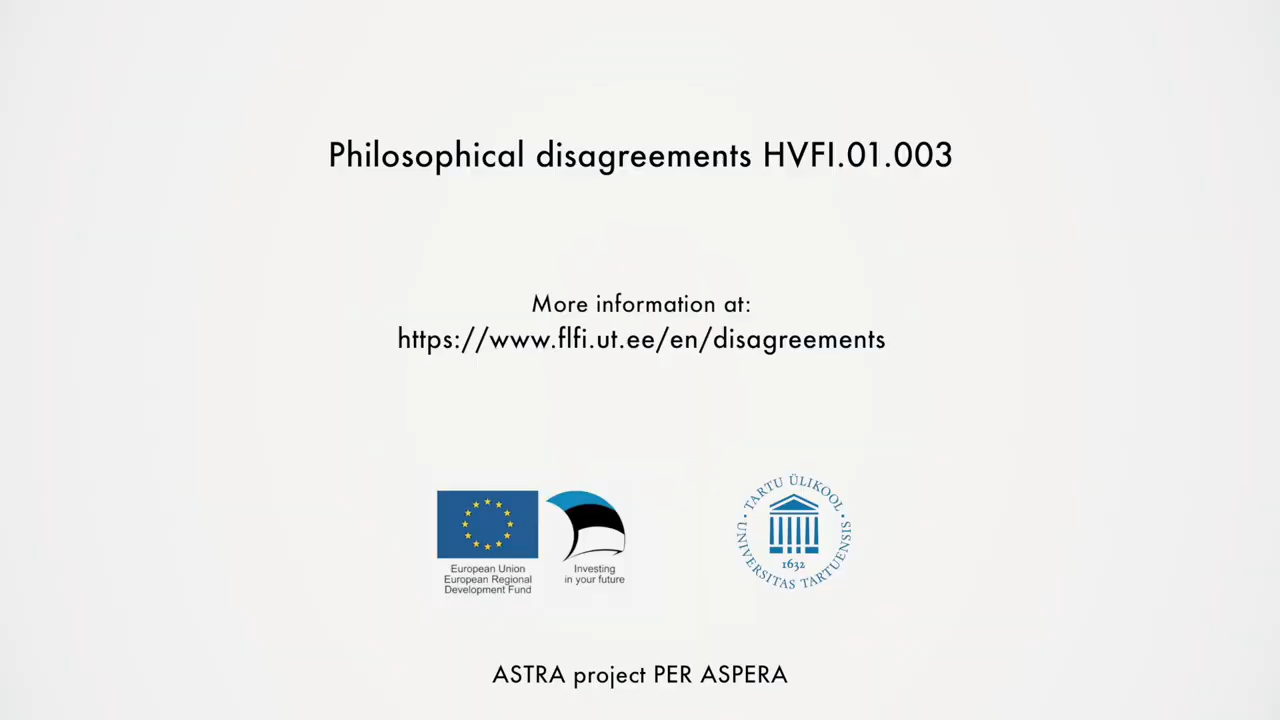 Philosophical disagreements HVFI.01.003
More information at:
https://www.flfi.ut.ee/en/disagreements
European Union
European Regional
Development Fund
Investing
in your future
TARTU ÜLIKOOL
UNIVERSITAS TARTUENSIS
1632
ASTRA project PER ASPERA